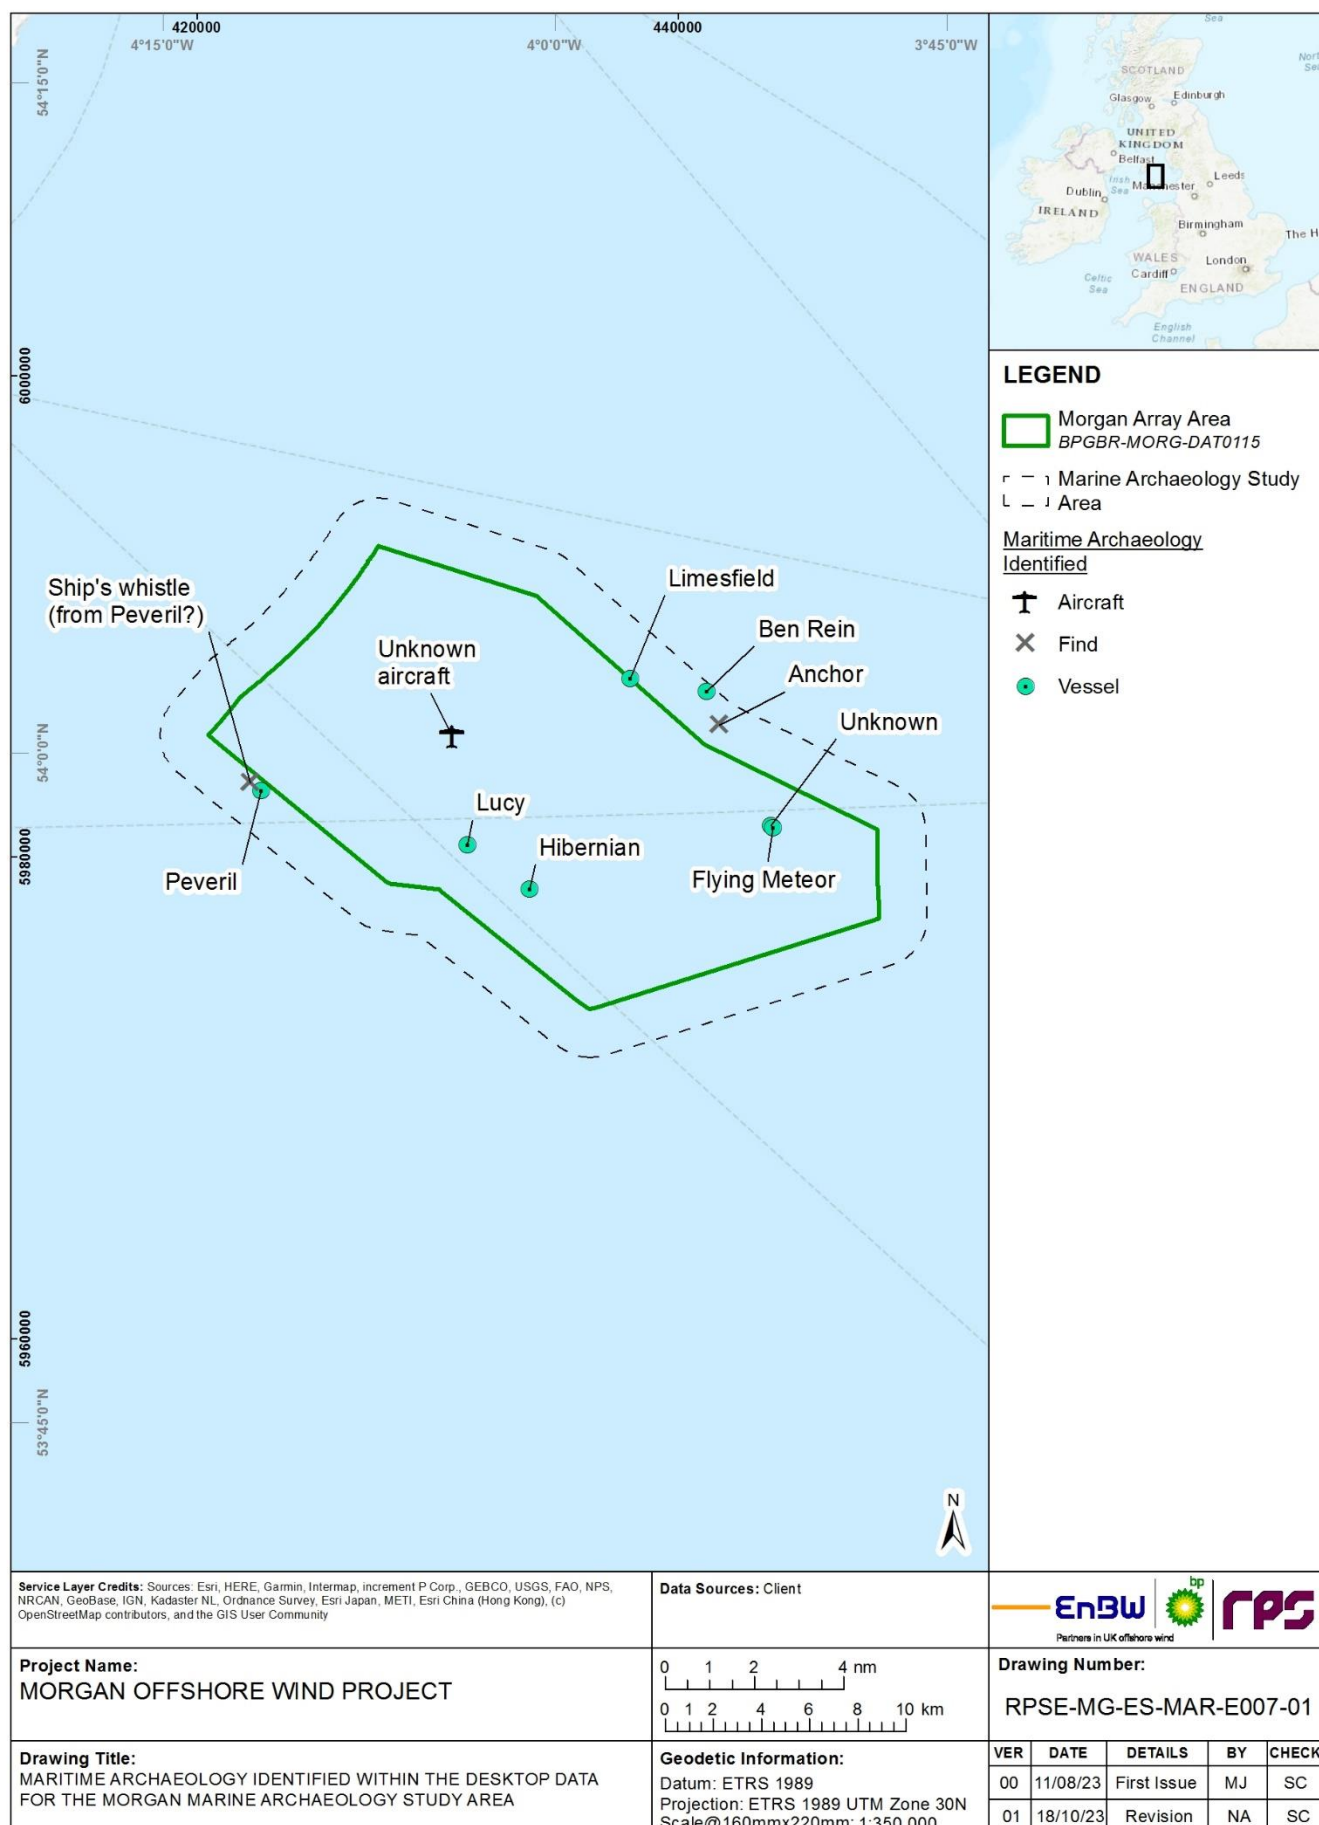 420000
440000
4°15'0"W
4°0'0"W
3°45'0"W
54°15'0"N
6000000
54°0'0"N
5980000
5960000
53°45'0"N
Ship's whistle
(from Peveril?)
Unknown
aircraft
Limesfield
Ben Rein
Anchor
Unknown
Lucy
Hibernian
Peveril
Flying Meteor
N
Sea
SCOTLAND
Glasgow
Edinburgh
UNITED
KINGDOM
Belfast
Irish
Sea
Manchester
Leeds
Dublin
IRELAND
Birmingham
The H
WALES
Cardiff
London
Celtic
Sea
ENGLAND
English
Channel
LEGEND
Morgan Array Area
BPGBR-MORG-DAT0115
Marine Archaeology Study
Area
Maritime Archaeology
Identified
Aircraft
Find
Vessel
Service Layer Credits: Sources: Esri, HERE, Garmin, Intermap, increment P Corp., GEBCO, USGS, FAO, NPS,
NRCAN, GeoBase, IGN, Kadaster NL, Ordnance Survey, Esri Japan, METI, Esri China (Hong Kong), (c)
OpenStreetMap contributors, and the GIS User Community
Data Sources: Client
EnBW
bp
rps
Partners in UK offshore wind
Project Name:
MORGAN OFFSHORE WIND PROJECT
0 1 2 4 nm
0 1 2 4 6 8 10 km
Drawing Number:
RPSE-MG-ES-MAR-E007-01
Drawing Title:
MARITIME ARCHAEOLOGY IDENTIFIED WITHIN THE DESKTOP DATA
FOR THE MORGAN MARINE ARCHAEOLOGY STUDY AREA
Geodetic Information:
Datum: ETRS 1989
Projection: ETRS 1989 UTM Zone 30N
Scale@160mmx220mm: 1:350,000
VER DATE DETAILS BY CHECK
00 11/08/23 First Issue MJ SC
01 18/10/23 Revision NA SC